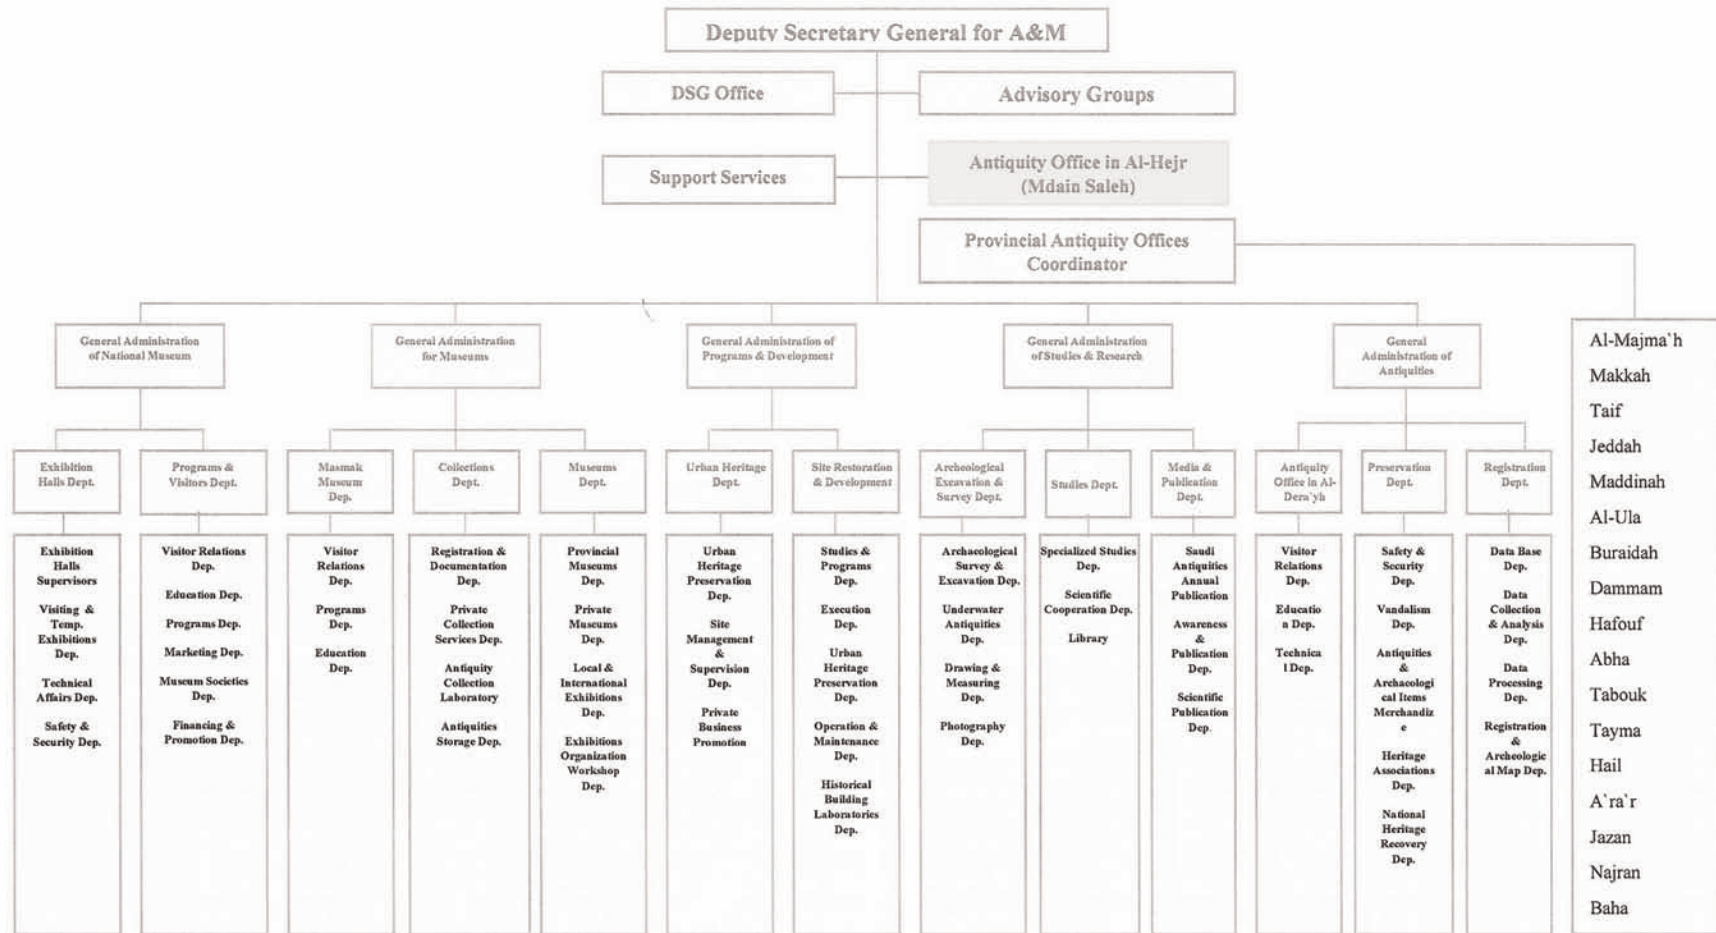 Deputy Secretary General for A&M
DSG Office
Advisory Groups
Support Services
Antiquity Office in Al-Hejr
(Mdain Saleh)
Provincial Antiquity Offices
Coordinator
General Administration
of National Museum
General Administration
for Museums
General Administration of
Programs & Development
General Administration
of Studies & Research
General
Administration of
Antiquities
Exhibition
Halls Dept.
Programs &
Visitors Dept.
Masmak
Museum
Dep.
Collections
Dept.
Museums
Dept.
Urban Heritage
Dept.
Site Restoration
& Development
Archeological
Excavation &
Survey Dept.
Studies Dept.
Media &
Publication
Dept.
Antiquity
Office in Al-
Dera`yh
Preservation
Dept.
Registration
Dept.
Exhibition
Halls
Supervisors
Visiting &
Temp.
Exhibitions
Dep.
Technical
Affairs Dep.
Safety &
Security Dep.
Visitor Relations
Dep.
Education Dep.
Programs Dep.
Marketing Dep.
Museum Societies
Dep.
Financing &
Promotion Dep.
Visitor
Relations
Dep.
Programs
Dep.
Education
Dep.
Registration &
Documentation
Dep.
Private
Collection
Services Dep.
Antiquity
Collection
Laboratory
Antiquities
Storage Dep.
Provincial
Museums
Dep.
Private
Museums
Dep.
Local &
International
Exhibitions
Dep.
Exhibitions
Organization
Workshop
Dep.
Urban
Heritage
Preservation
Dep.
Site
Management
&
Supervision
Dep.
Private
Business
Promotion
Studies &
Programs
Dep.
Execution
Dep.
Urban
Heritage
Preservation
Dep.
Operation &
Maintenance
Dep.
Historical
Building
Laboratories
Dep.
Archaeological
Survey &
Excavation Dep.
Underwater
Antiquities
Dep.
Drawing &
Measuring
Dep.
Photography
Dep.
Specialized Studies
Dep.
Scientific
Cooperation Dep.
Library
Saudi
Antiquities
Annual
Publication
Awareness
&
Publication
Dep.
Scientific
Publication
Dep.
Visitor
Relations
Dep.
Educatio
n Dep.
Technica
l Dep.
Safety &
Security
Dep.
Vandalism
Dep.
Antiquities
&
Archaelogi
cal Items
Merchandiz
e
Heritage
Associations
Dep.
National
Heritage
Recovery
Dep.
Data Base
Dep.
Data
Collection
& Analysis
Dep.
Data
Processing
Dep.
Registration
&
Archeologic
al Map Dep.
Al-Majma`h
Makkah
Taif
Jeddah
Maddinah
Al-Ula
Buraidah
Dammam
Hafouf
Abha
Tabouk
Tayma
Hail
A`ra`r
Jazan
Najran
Baha